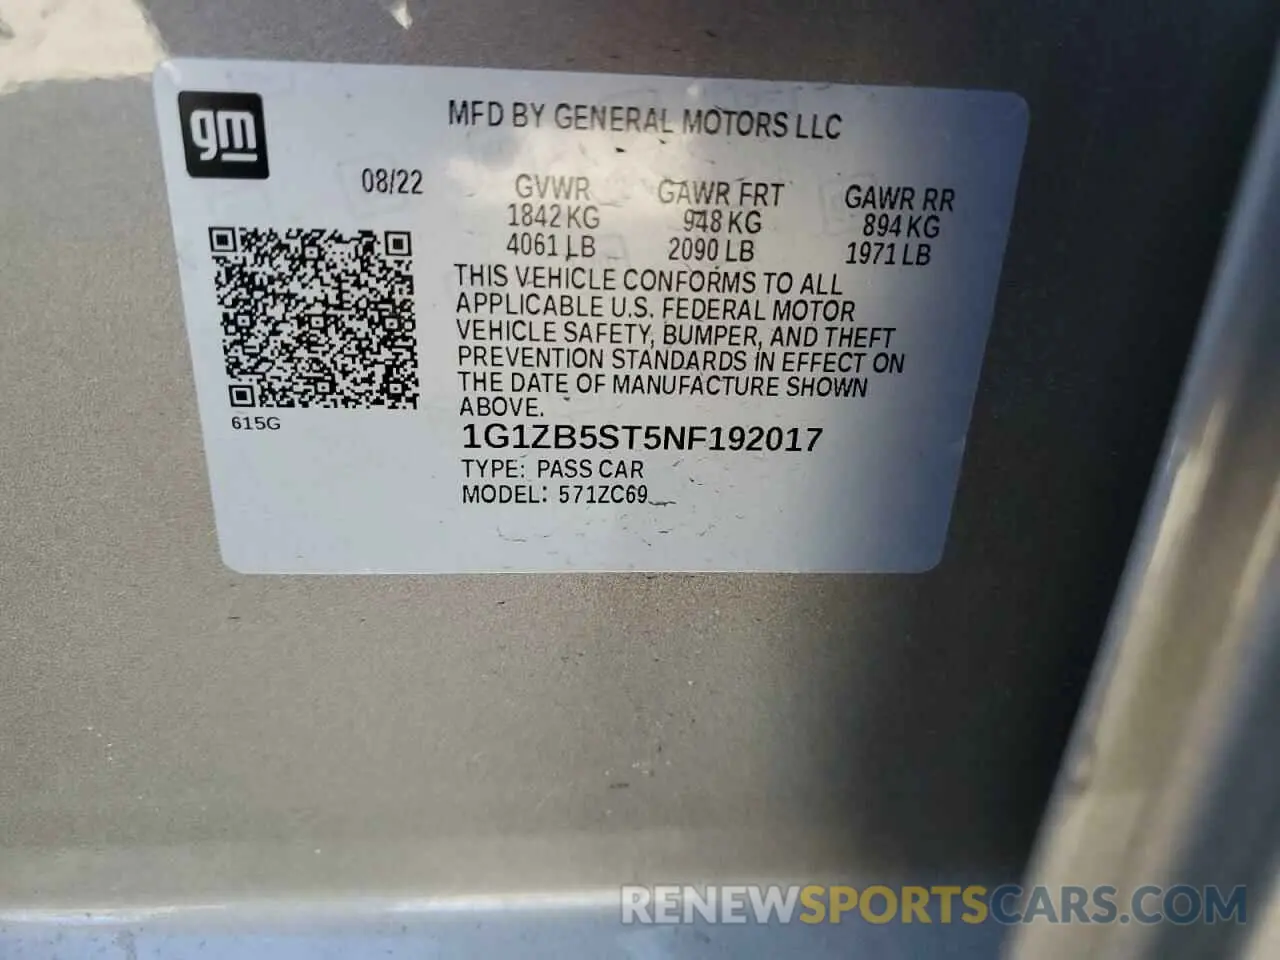 gm
MFD BY GENERAL MOTORS LLC
08/22
GVWR GAWR FRT GAWR RR
1842 KG 948 KG 894 KG
4061 LB 2090 LB 1971 LB
THIS VEHICLE CONFORMS TO ALL
APPLICABLE U.S. FEDERAL MOTOR
VEHICLE SAFETY, BUMPER, AND THEFT
PREVENTION STANDARDS IN EFFECT ON
THE DATE OF MANUFACTURE SHOWN
ABOVE.
615G
1G1ZB5ST5NF192017
TYPE: PASS CAR
MODEL: 571ZC69
RENEWSPORTSCARS.COM